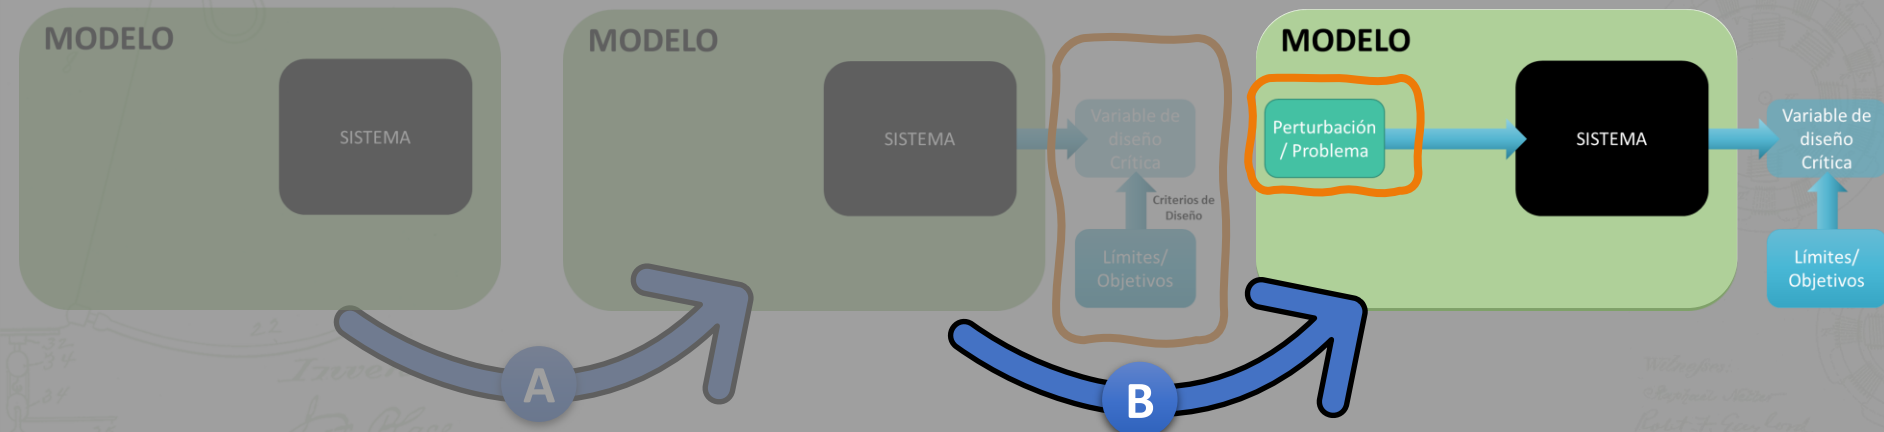 MODELO
SISTEMA
MODELO
SISTEMA
Variable de
diseño
Crítica
Criterios de
Diseño
Límites/
Objetivos
MODELO
Perturbación
/ Problema
SISTEMA
Variable de
diseño
Crítica
Límites/
Objetivos
A
B